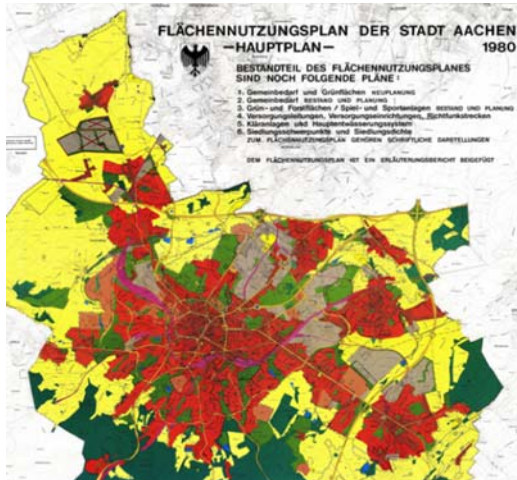 FLÄCHENNUTZUNGSPLAN DER STADT AACHEN
—HAUPTPLAN— 1980
BESTANDTEIL DES FLÄCHENNUTZUNGSPLANES
SIND NOCH FOLGENDE PLÄNE:
1. Gemeinbedarf und Grünflächen NEUPLANUNG
2. Gemeinbedarf BESTAND UND PLANUNG
3. Grün- und Forstflächen / Spiel- und Sportanlagen BESTAND UND PLANUNG
4. Versorgungsleitungen, Versorgungseinrichtungen, Richtfunkstrecken
5. Kläranlagen und Hauptentwässerungssystem
6. Siedlungsschwerpunkte und Siedlungsdichte
ZUM FLÄCHENNUTZUNGSPLAN GEHÖREN SCHRIFTLICHE DARSTELLUNGEN
DEM FLÄCHENNUTZUNGSPLAN IST EIN ERLÄUTERUNGSBERICHT BEIGEFÜGT